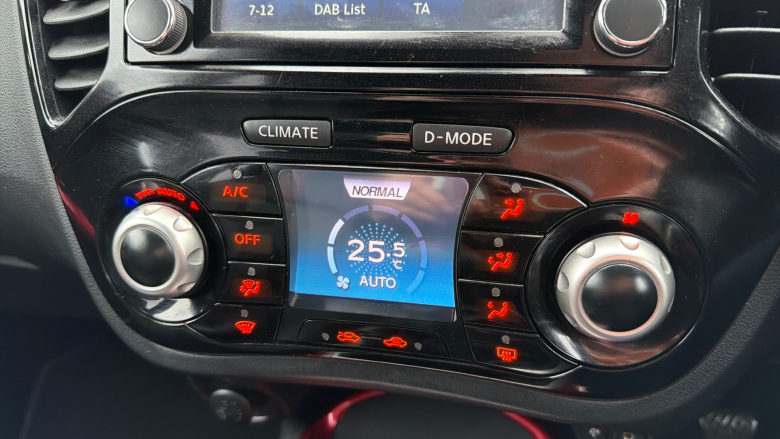 7-12 DAB List TA
CLIMATE D-MODE
A/C
NORMAL
OFF
25.5
°C
AUTO